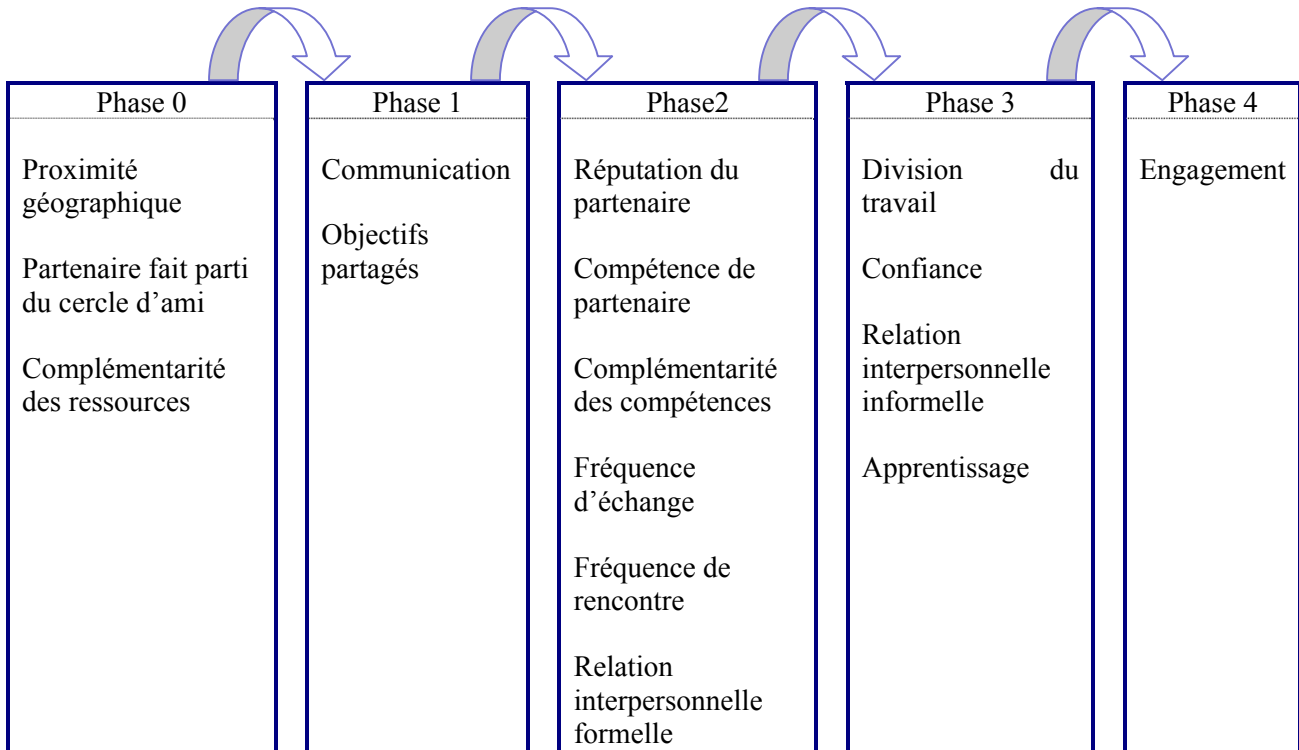 Phase 0
Proximité
géographique
Partenaire fait parti
du cercle d’ami
Complémentarité
des ressources
Phase 1
Communication
Objectifs
partagés
Phase2
Réputation du
partenaire
Compétence de
partenaire
Complémentarité
des compétences
Fréquence
d’échange
Fréquence de
rencontre
Relation
interpersonnelle
formelle
Phase 3
Division du
travail
Confiance
Relation
interpersonnelle
informelle
Apprentissage
Phase 4
Engagement